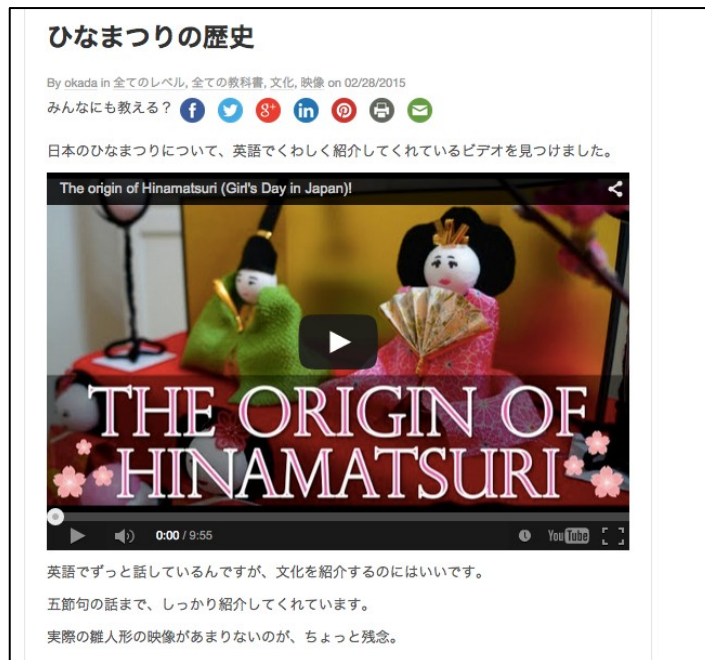 ひなまつりの歴史
By okada in 全てのレベル, 全ての教科書, 文化, 映像 on 02/28/2015
みんなにも教える？
日本のひなまつりについて、英語でくわしく紹介してくれているビデオを見つけました。
The origin of Hinamatsuri (Girl's Day in Japan)!
THE ORIGIN OF
HINAMATSURI
0:00 / 9:55 YouTube
英語でずっと話しているんですが、文化を紹介するのにはいいです。
五節句の話まで、しっかり紹介してくれています。
実際の雛人形の映像があまりないのが、ちょっと残念。